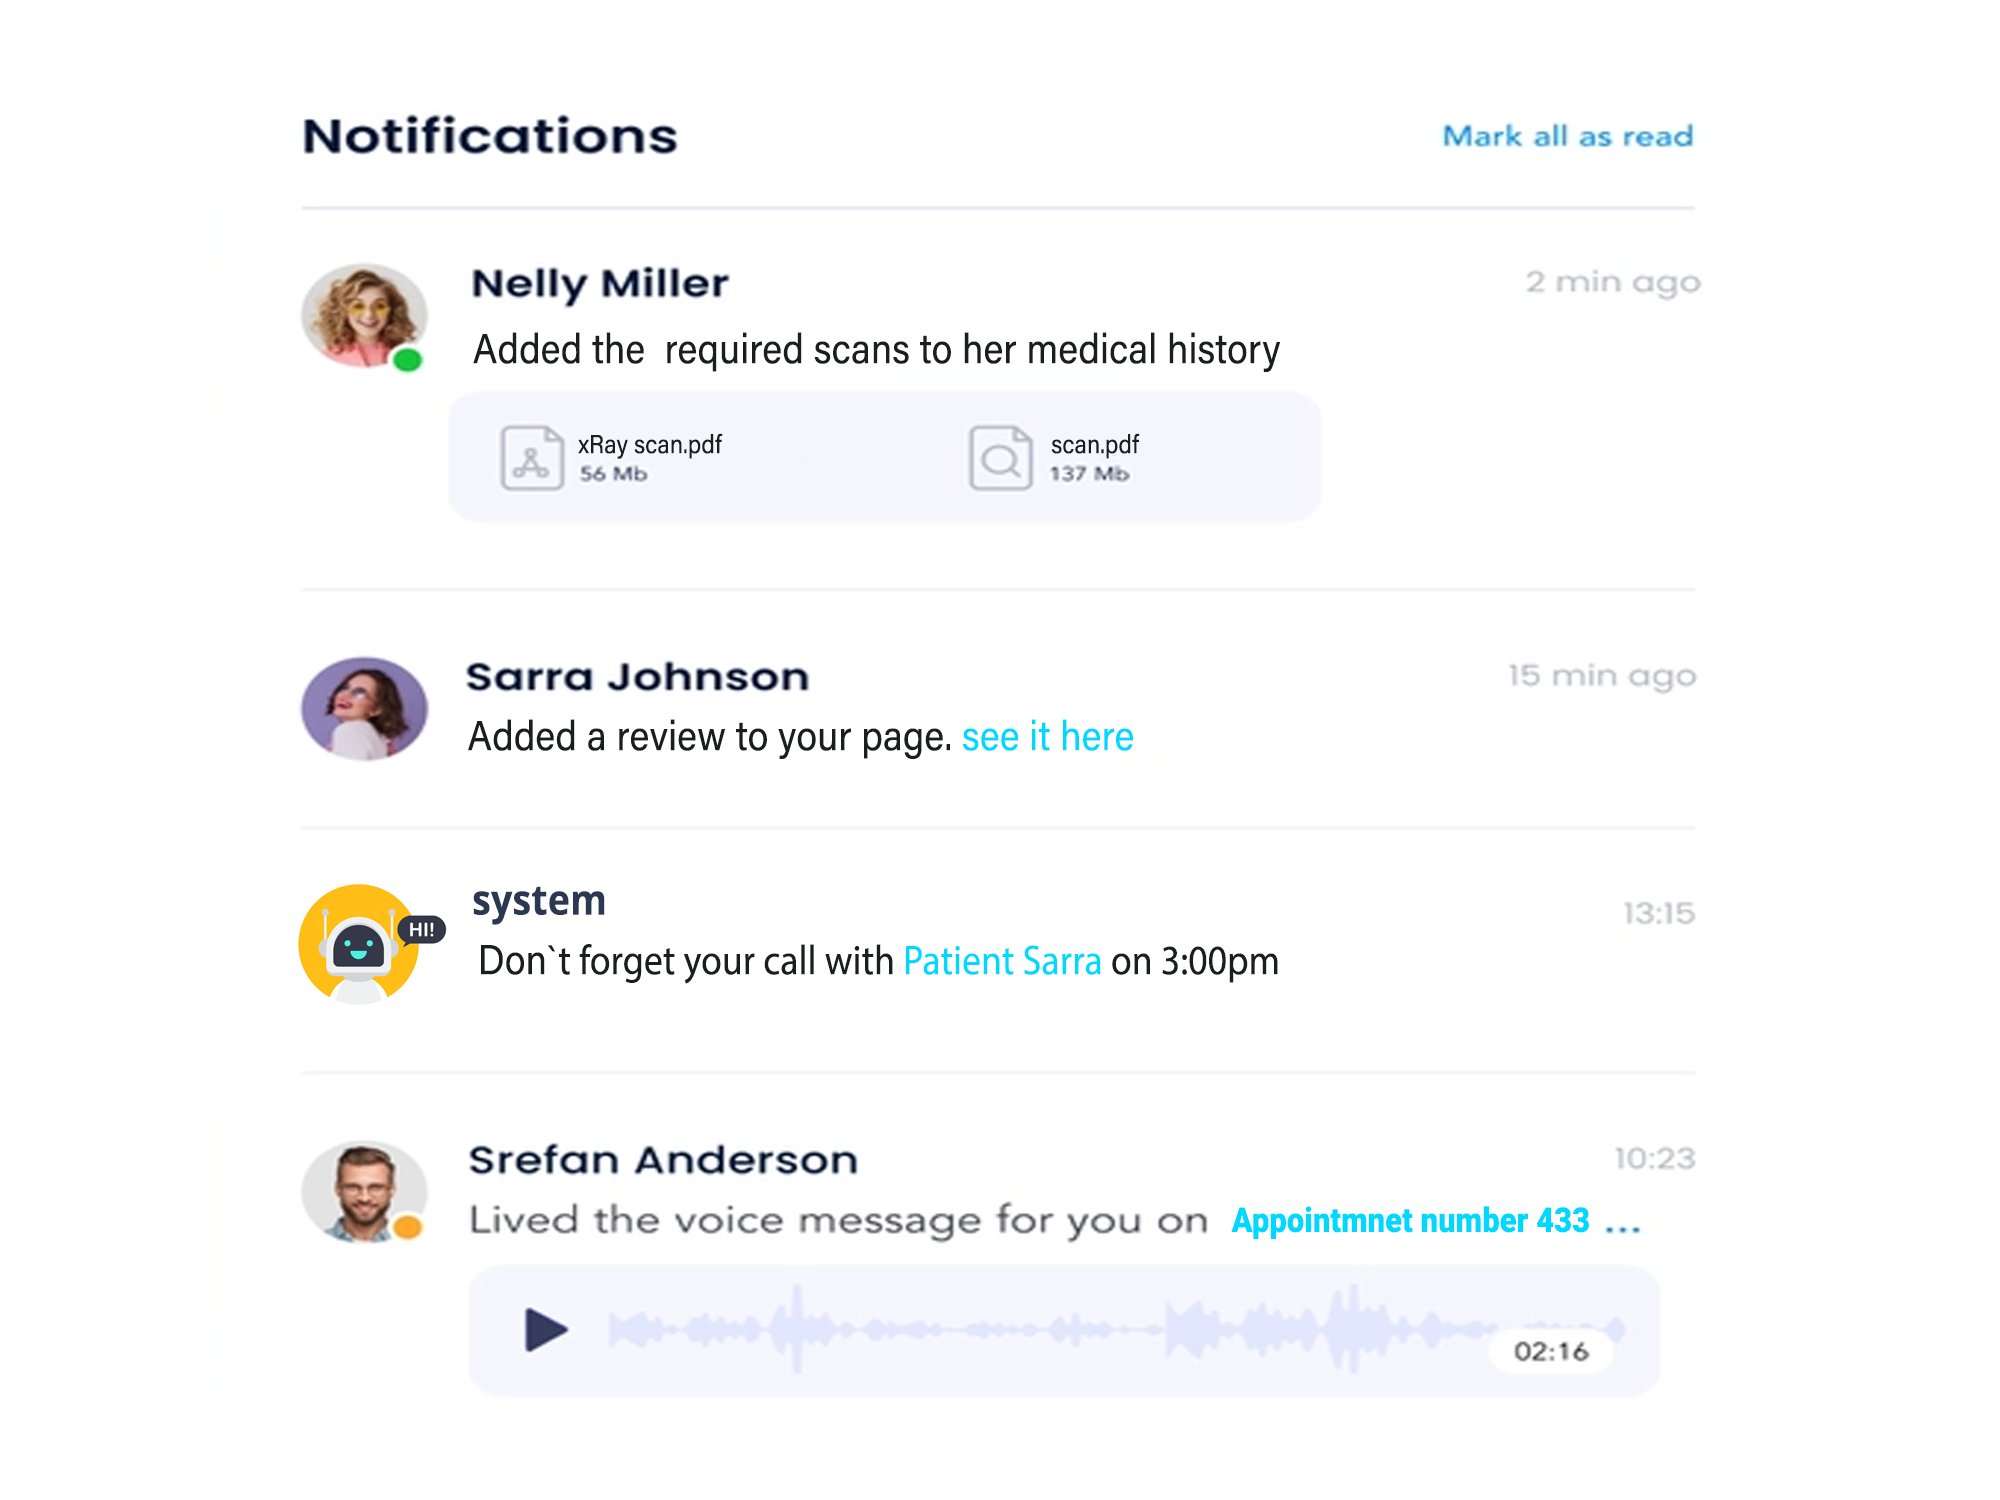 Notifications
Mark all as read
Nelly Miller
2 min ago
Added the  required scans to her medical history
xRay scan.pdf
56 Mb
scan.pdf
137 Mb
Sarra Johnson
15 min ago
Added a review to your page. see it here
system
13:15
HI!
Don`t forget your call with Patient Sarra on 3:00pm
Srefan Anderson
10:23
Lived the voice message for you on Appointmnet number 433 ...
02:16